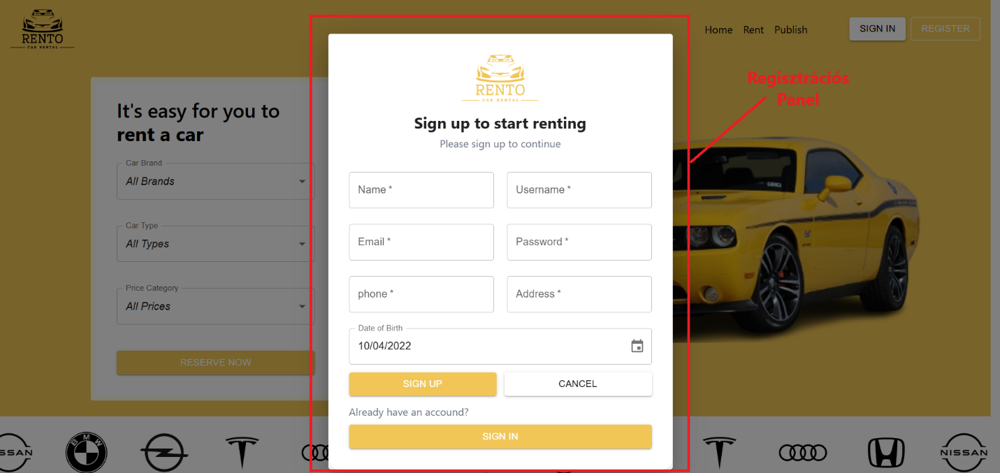 RENTO
CAR RENTAL
Home Rent Publish
SIGN IN
REGISTER
It's easy for you to
rent a car
Car Brand
All Brands
Car Type
All Types
Price Category
All Prices
RESERVE NOW
RENTO
CAR RENTAL
Sign up to start renting
Please sign up to continue
Name *
Username *
Email *
Password *
phone *
Address *
Date of Birth
10/04/2022
SIGN UP
CANCEL
Already have an accound?
SIGN IN
Regisztrációs
Panel
SSAN
BMW
NISSAN